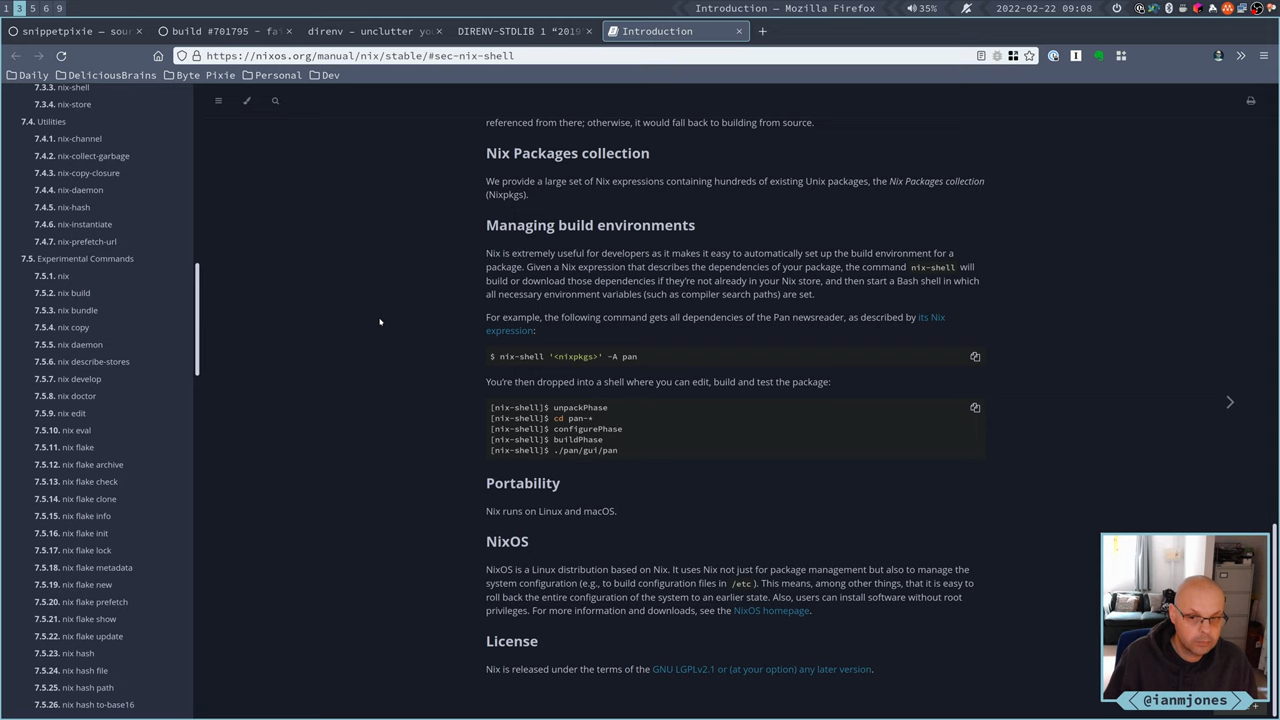 1 3 5 6 9
Introduction — Mozilla Firefox
35%
2022-02-22
09:08
snippetpixie — sour
build #701795 – fai
direnv – unclutter yo
DIRENV-STDLIB 1 “2019
Introduction
https://nixos.org/manual/nix/stable/#sec-nix-shell
Daily
DeliciousBrains
Byte Pixie
Personal
Dev
7.3.3. nix-shell
7.3.4. nix-store
7.4. Utilities
7.4.1. nix-channel
7.4.2. nix-collect-garbage
7.4.3. nix-copy-closure
7.4.4. nix-daemon
7.4.5. nix-hash
7.4.6. nix-instantiate
7.4.7. nix-prefetch-url
7.5. Experimental Commands
7.5.1. nix
7.5.2. nix build
7.5.3. nix bundle
7.5.4. nix copy
7.5.5. nix daemon
7.5.6. nix describe-stores
7.5.7. nix develop
7.5.8. nix doctor
7.5.9. nix edit
7.5.10. nix eval
7.5.11. nix flake
7.5.12. nix flake archive
7.5.13. nix flake check
7.5.14. nix flake clone
7.5.15. nix flake info
7.5.16. nix flake init
7.5.17. nix flake lock
7.5.18. nix flake metadata
7.5.19. nix flake new
7.5.20. nix flake prefetch
7.5.21. nix flake show
7.5.22. nix flake update
7.5.23. nix hash
7.5.24. nix hash file
7.5.25. nix hash path
7.5.26. nix hash to-base16
referenced from there; otherwise, it would fall back to building from source.
Nix Packages collection
We provide a large set of Nix expressions containing hundreds of existing Unix packages, the Nix Packages collection
(Nixpkgs).
Managing build environments
Nix is extremely useful for developers as it makes it easy to automatically set up the build environment for a
package. Given a Nix expression that describes the dependencies of your package, the command nix-shell will
build or download those dependencies if they’re not already in your Nix store, and then start a Bash shell in which
all necessary environment variables (such as compiler search paths) are set.
For example, the following command gets all dependencies of the Pan newsreader, as described by its Nix
expression:
$ nix-shell '<nixpkgs>' -A pan
You’re then dropped into a shell where you can edit, build and test the package:
[nix-shell]$ unpackPhase
[nix-shell]$ cd pan-*
[nix-shell]$ configurePhase
[nix-shell]$ buildPhase
[nix-shell]$ ./pan/gui/pan
Portability
Nix runs on Linux and macOS.
NixOS
NixOS is a Linux distribution based on Nix. It uses Nix not just for package management but also to manage the
system configuration (e.g., to build configuration files in /etc). This means, among other things, that it is easy to
roll back the entire configuration of the system to an earlier state. Also, users can install software without root
privileges. For more information and downloads, see the NixOS homepage.
License
Nix is released under the terms of the GNU LGPLv2.1 or (at your option) any later version.
@ianmjones